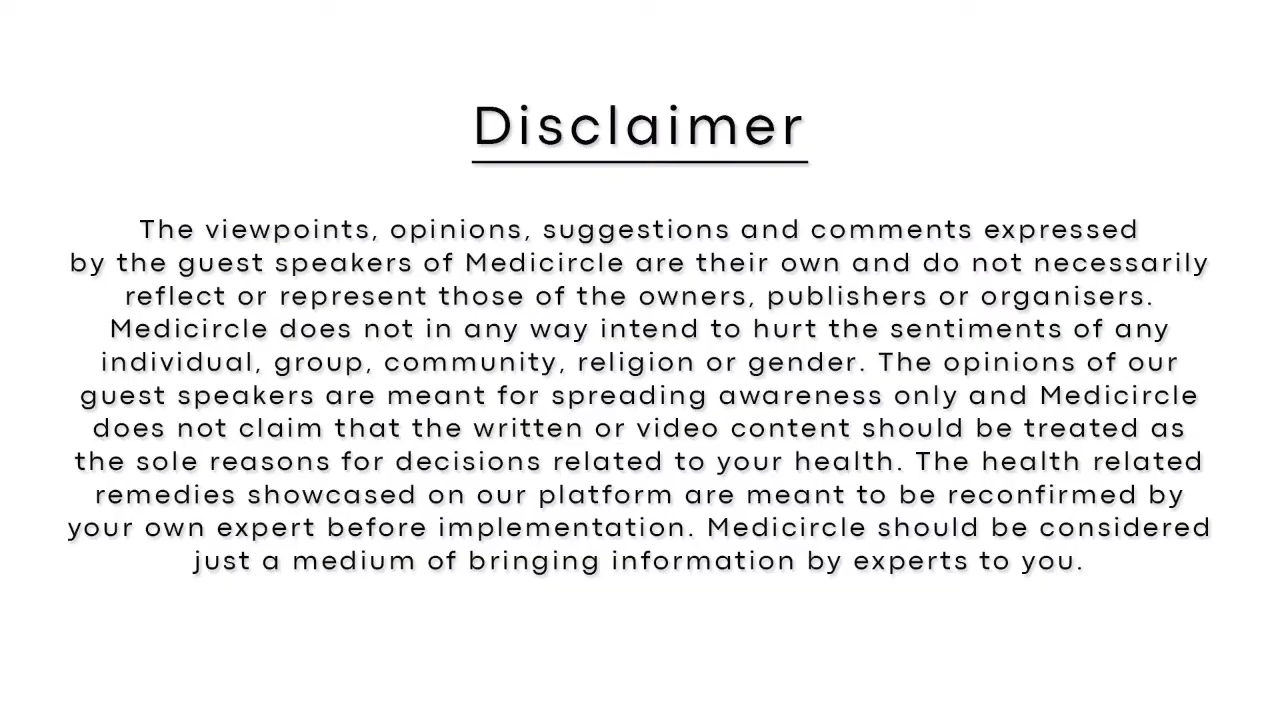 Disclaimer
The viewpoints, opinions, suggestions and comments expressed
by the guest speakers of Medicircle are their own and do not necessarily
reflect or represent those of the owners, publishers or organisers.
Medicircle does not in any way intend to hurt the sentiments of any
individual, group, community, religion or gender. The opinions of our
guest speakers are meant for spreading awareness only and Medicircle
does not claim that the written or video content should be treated as
the sole reasons for decisions related to your health. The health related
remedies showcased on our platform are meant to be reconfirmed by
your own expert before implementation. Medicircle should be considered
just a medium of bringing information by experts to you.